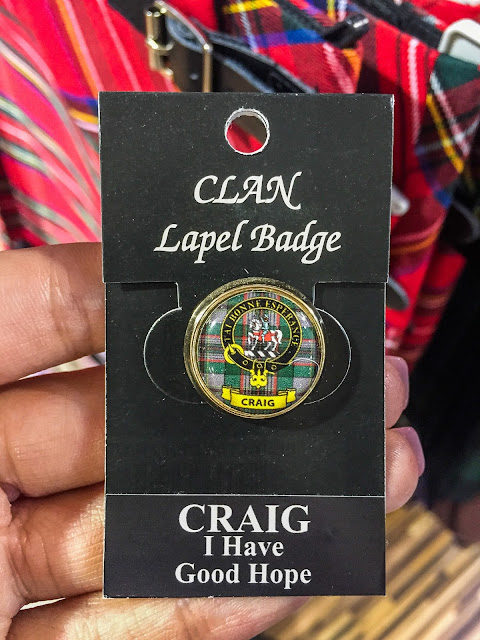 CLAN
Lapel Badge
J'AI BONNE ESPERANCE
CRAIG
CRAIG
I Have
Good Hope